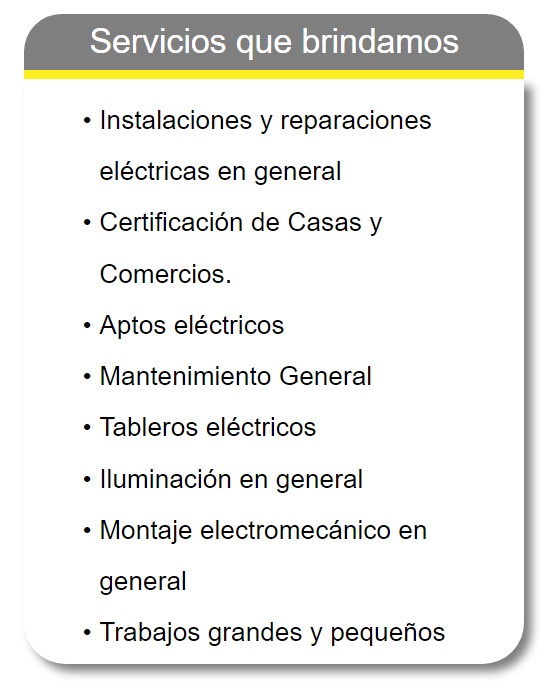 Servicios que brindamos
• Instalaciones y reparaciones
eléctricas en general
• Certificación de Casas y
Comercios.
• Aptos eléctricos
• Mantenimiento General
• Tableros eléctricos
• Iluminación en general
• Montaje electromecánico en
general
• Trabajos grandes y pequeños